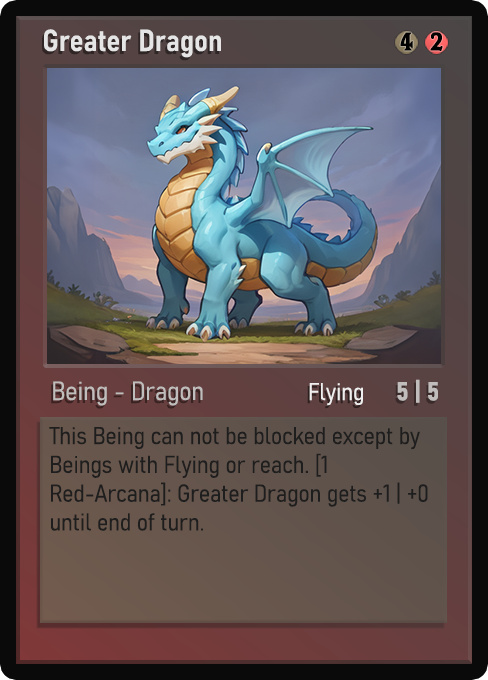 Greater Dragon 4 2
Being - Dragon Flying 5 | 5
This Being can not be blocked except by
Beings with Flying or reach. [1
Red-Arcana]: Greater Dragon gets +1 | +0
until end of turn.